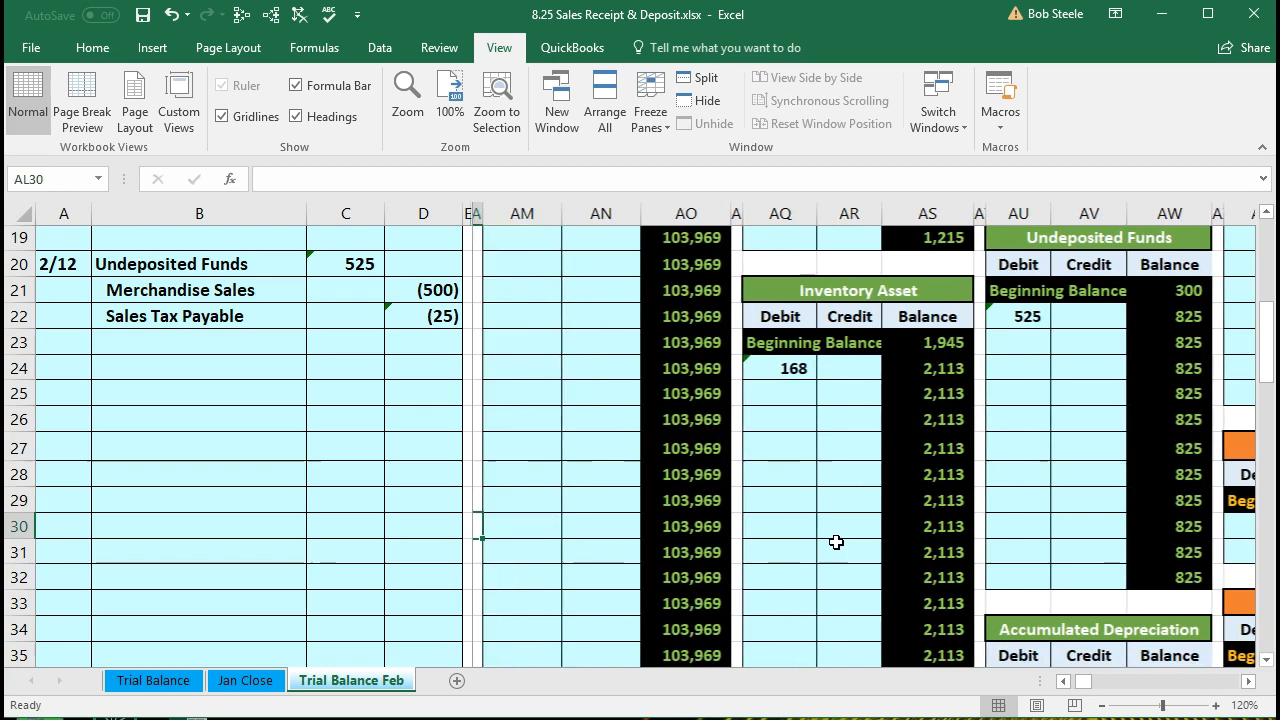 AutoSave Off 8.25 Sales Receipt & Deposit.xlsx - Excel Bob Steele
File Home Insert Page Layout Formulas Data Review View QuickBooks Tell me what you want to do Share
Normal Page Break Preview Page Layout Custom Views
Ruler Formula Bar
Gridlines Headings
Zoom 100% Zoom to Selection
New Window Arrange All Freeze Panes
Split
Hide
Unhide
View Side by Side
Synchronous Scrolling
Reset Window Position
Switch Windows Macros
Workbook Views Show Zoom Window Macros
AL30 fx
A B C D E A AM AN AO A AQ AR AS A AU AV AW A
19 103,969 1,215 Undeposited Funds
20 2/12 Undeposited Funds 525 103,969 Debit Credit Balance
21 Merchandise Sales (500) 103,969 Inventory Asset Beginning Balance 300
22 Sales Tax Payable (25) 103,969 Debit Credit Balance 525 825
23 103,969 Beginning Balance 1,945 825
24 103,969 168 2,113 825
25 103,969 2,113 825
26 103,969 2,113 825
27 103,969 2,113 825
28 103,969 2,113 825 De
29 103,969 2,113 825 Beg
30 103,969 2,113 825
31 103,969 2,113 825
32 103,969 2,113 825
33 103,969 2,113
34 103,969 2,113 Accumulated Depreciation De
35 103,969 2,113 Debit Credit Balance Beg
Trial Balance Jan Close Trial Balance Feb
Ready 120%